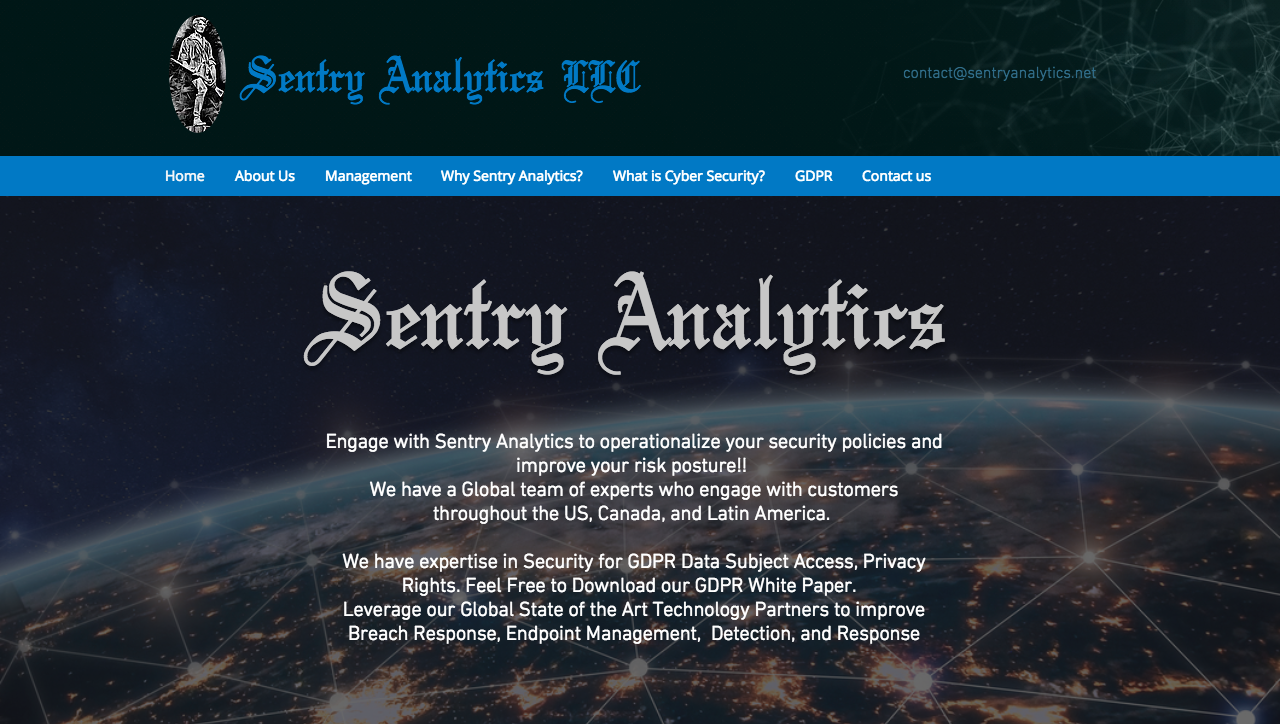 Sentry Analytics LLC
contact@sentryanalytics.net
Home About Us Management Why Sentry Analytics? What is Cyber Security? GDPR Contact us
Sentry Analytics
Engage with Sentry Analytics to operationalize your security policies and
improve your risk posture!!
We have a Global team of experts who engage with customers
throughout the US, Canada, and Latin America.
We have expertise in Security for GDPR Data Subject Access, Privacy
Rights. Feel Free to Download our GDPR White Paper.
Leverage our Global State of the Art Technology Partners to improve
Breach Response, Endpoint Management,  Detection, and Response